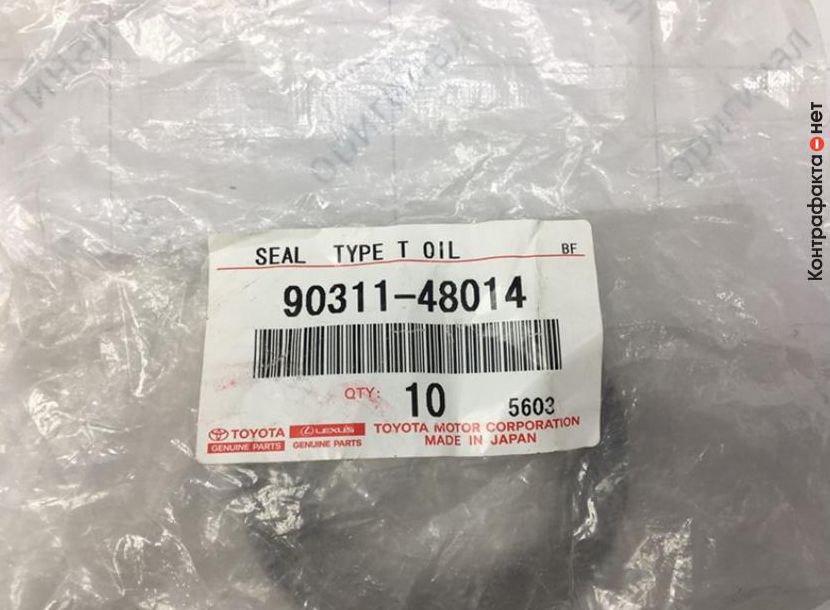 SEAL TYPE T OIL BF
90311-48014
QTY: 10 5603
TOYOTA LEXUS TOYOTA MOTOR CORPORATION
GENUINE PARTS GENUINE PARTS MADE IN JAPAN
Контрафакта нет